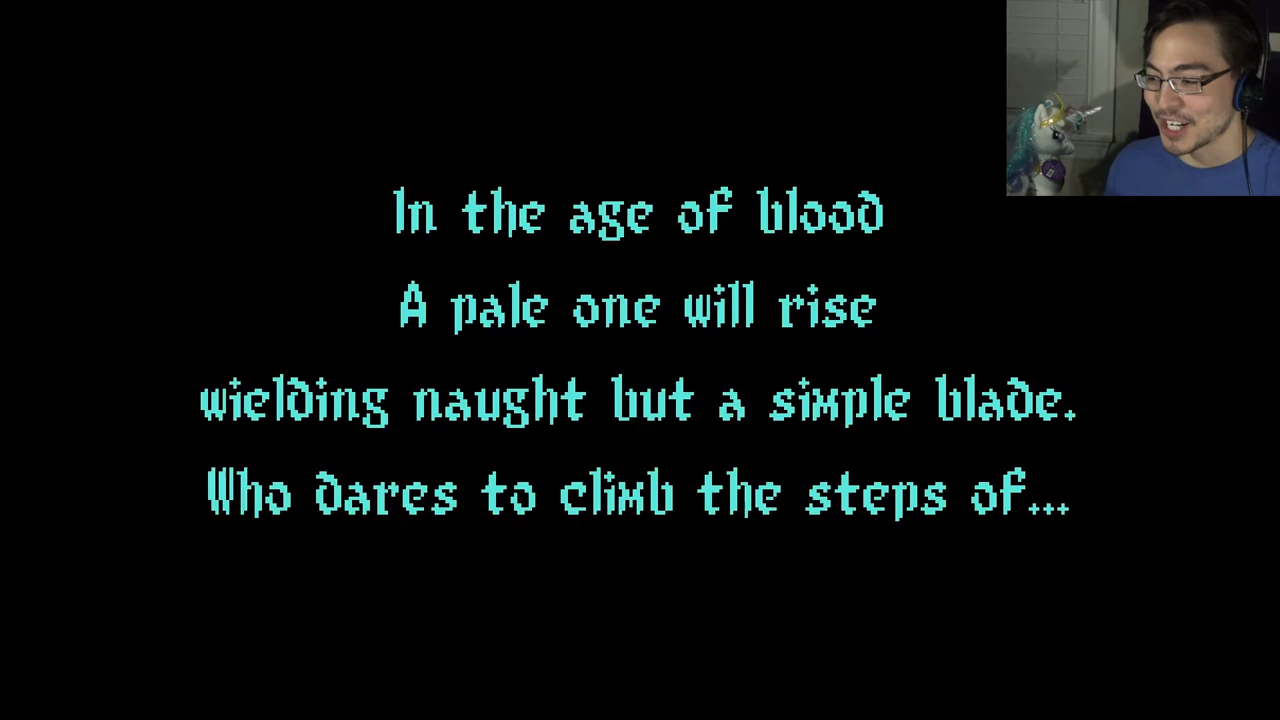 In the age of blood
A pale one will rise
wielding naught but a simple blade.
Who dares to climb the steps of...